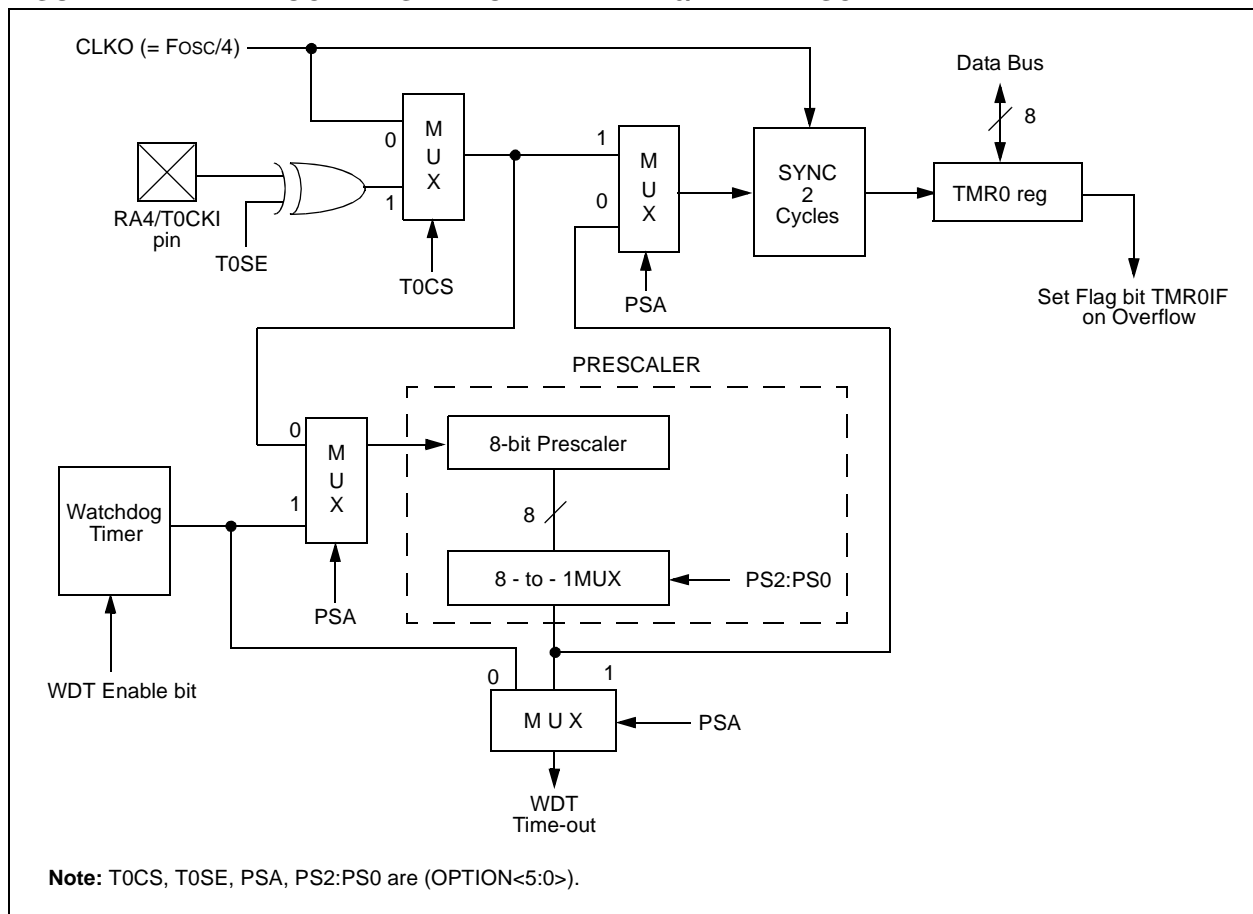 CLKO (= FOSC/4)
Data Bus
8
M
U
X
0
1
RA4/T0CKI
pin
T0SE
T0CS
1
0
M
U
X
PSA
SYNC
2
Cycles
TMR0 reg
Set Flag bit TMR0IF
on Overflow
PRESCALER
0
1
M
U
X
PSA
8-bit Prescaler
8
8 - to - 1MUX
PS2:PS0
Watchdog
Timer
WDT Enable bit
0
1
M U X
PSA
WDT
Time-out
Note: T0CS, T0SE, PSA, PS2:PS0 are (OPTION<5:0>).